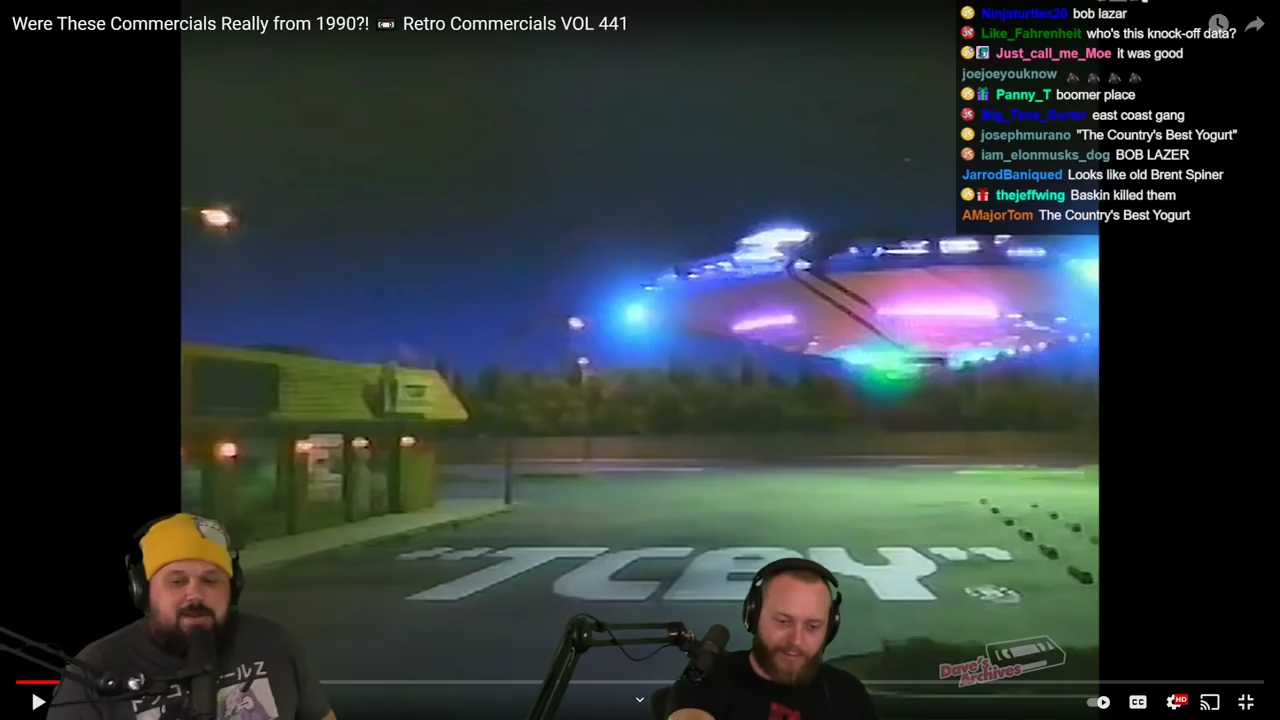 Were These Commercials Really from 1990?! 📼 Retro Commercials VOL 441
Ninjaturtles20 bob lazar
Like_Fahrenheit who's this knock-off data?
Just_call_me_Moe it was good
joejoeyouknow
Panny_T boomer place
east coast gang
josephmurano "The Country's Best Yogurt"
iam_elonmusks_dog BOB LAZER
JarrodBaniqued Looks like old Brent Spiner
thejeffwing Baskin killed them
AMajorTom The Country's Best Yogurt
"TCBY"
Dave's Archives
CC
HD